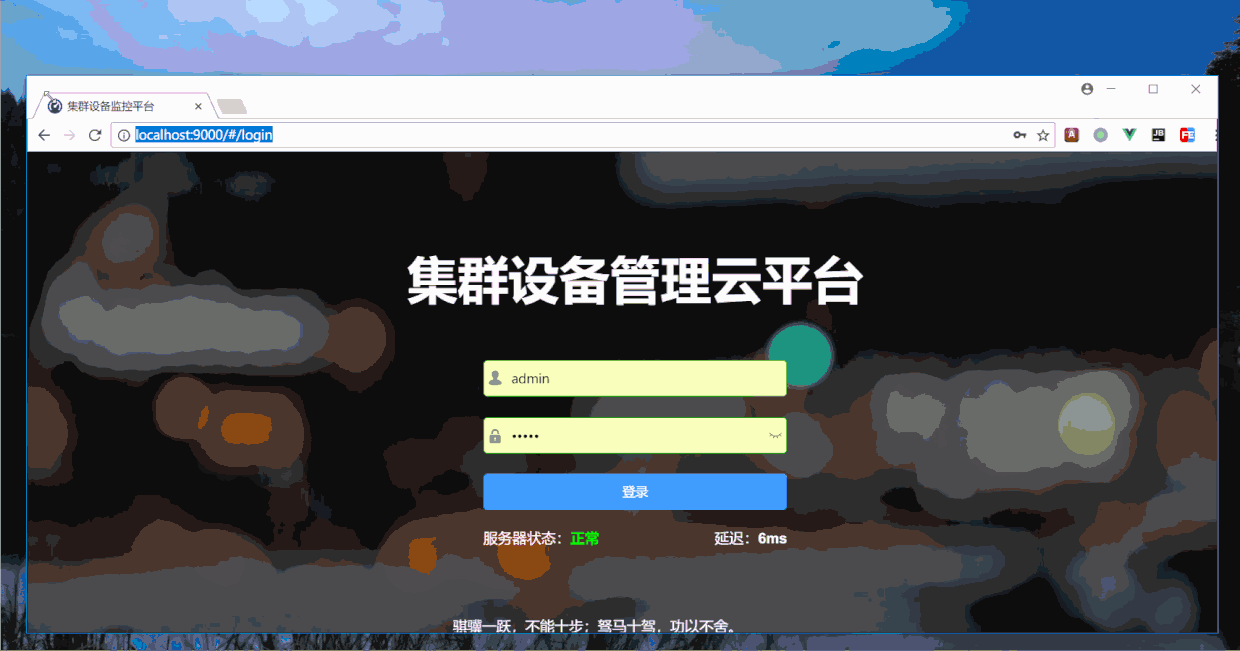 集群设备监控平台
localhost:9000/#/login
集群设备管理云平台
admin
•••••
登录
服务器状态：正常 延迟：6ms
骐骥一跃，不能十步；驽马十驾，功以不舍。